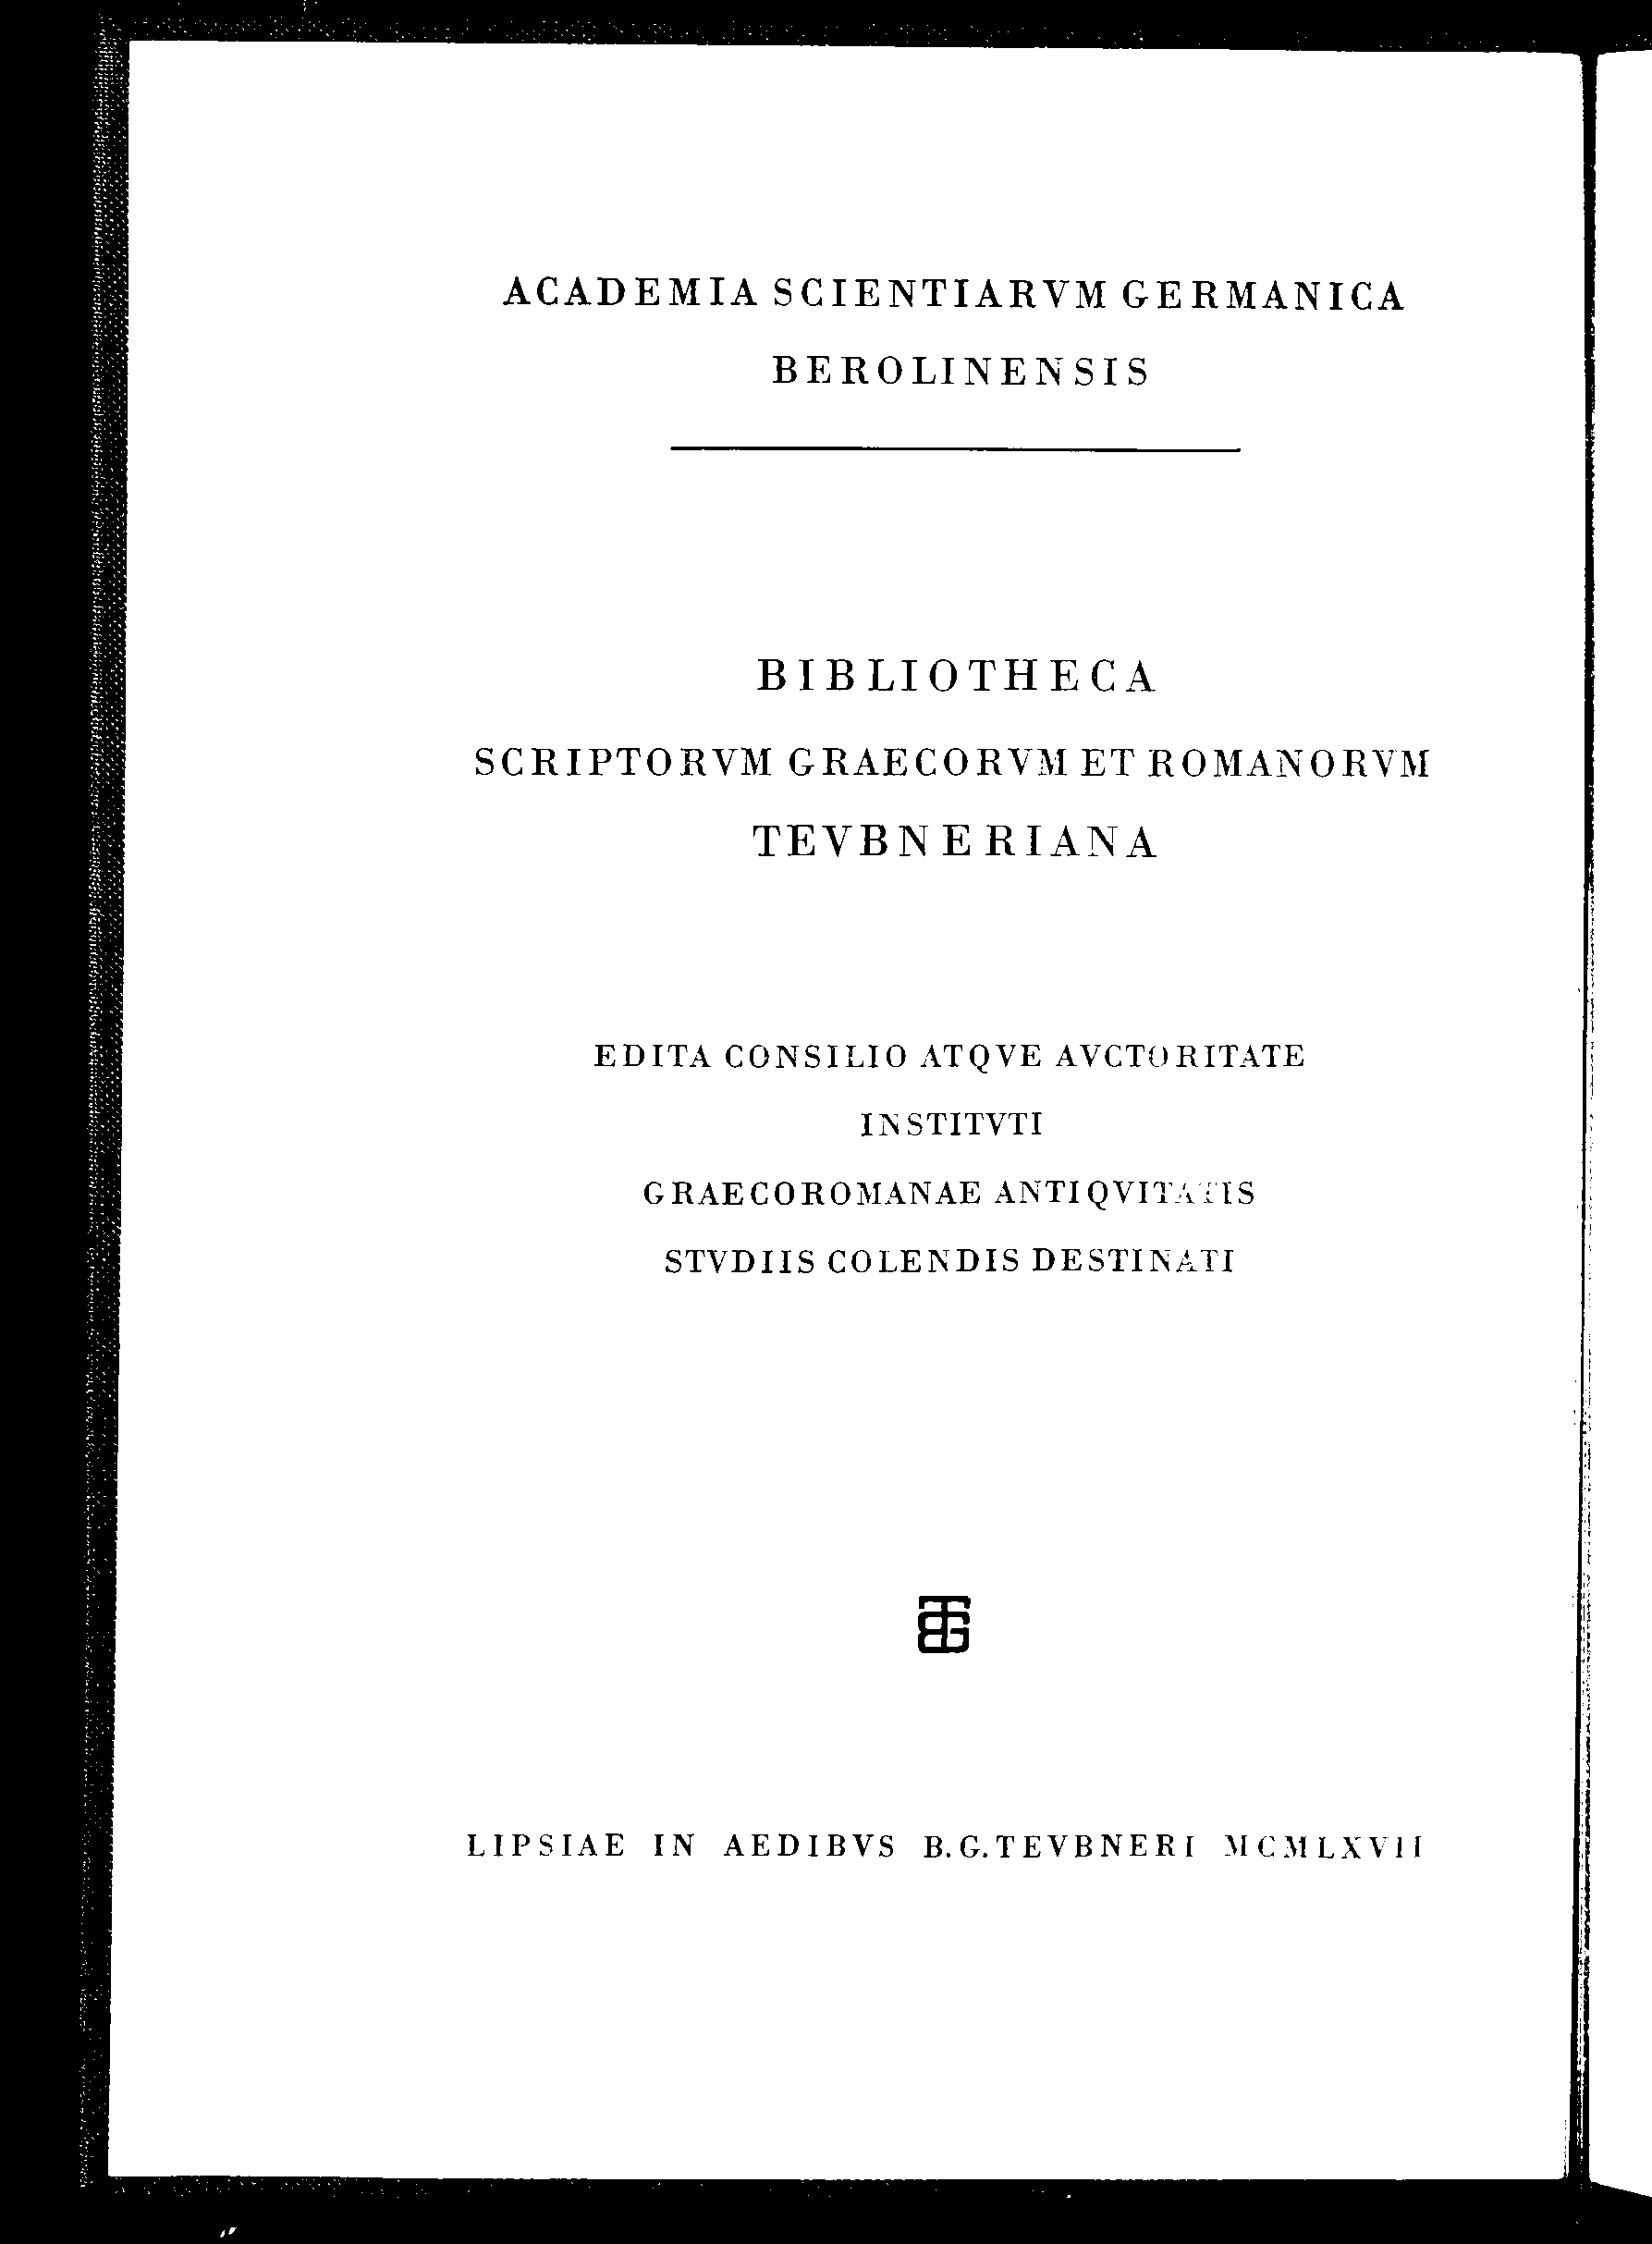 ACADEMIA SCIENTIARVM GERMANICA
BEROLINENSIS
BIBLIOTHECA
SCRIPTORVM GRAECORVM ET ROMANORVM
TEVBNERIANA
EDITA CONSILIO ATQVE AVCTORITATE
INSTITVTI
GRAECOROMANAE ANTIQVITATIS
STVDIIS COLENDIS DESTINATI
BTG
LIPSIAE IN AEDIBVS B.G.TEVBNERI MCMLXVII